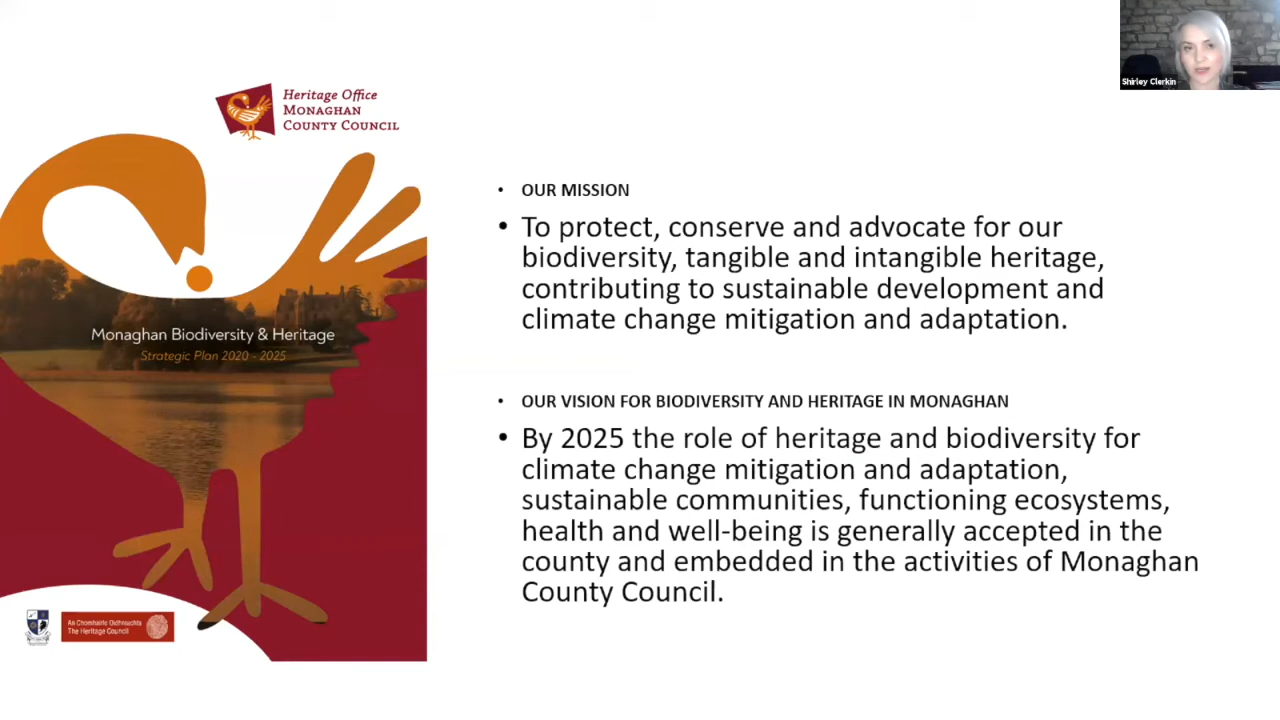 Shirley Clerkin
Heritage Office
MONAGHAN
COUNTY COUNCIL
Monaghan Biodiversity & Heritage
Strategic Plan 2020 - 2025
An Chomhairle Oidhreachta
The Heritage Council
• OUR MISSION
• To protect, conserve and advocate for our
biodiversity, tangible and intangible heritage,
contributing to sustainable development and
climate change mitigation and adaptation.
• OUR VISION FOR BIODIVERSITY AND HERITAGE IN MONAGHAN
• By 2025 the role of heritage and biodiversity for
climate change mitigation and adaptation,
sustainable communities, functioning ecosystems,
health and well-being is generally accepted in the
county and embedded in the activities of Monaghan
County Council.